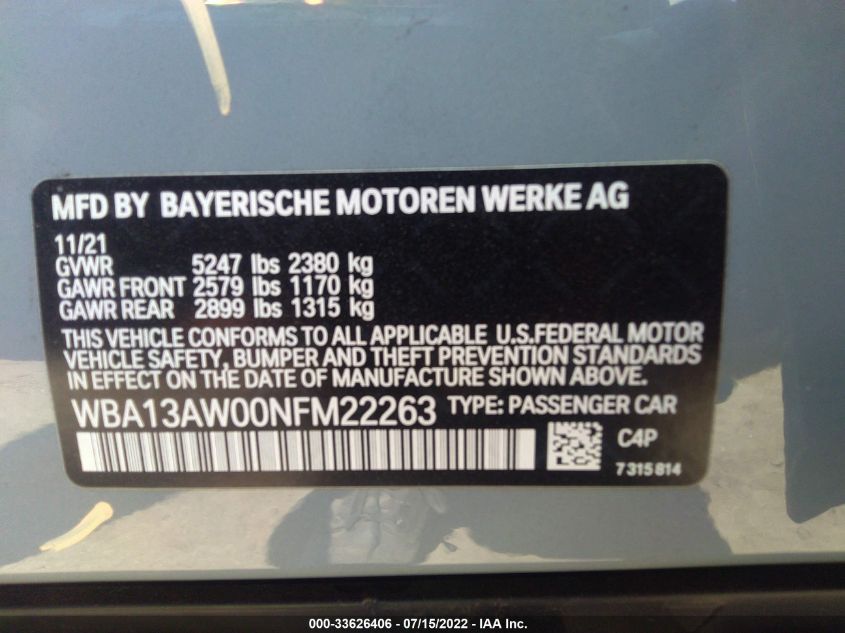 MFD BY BAYERISCHE MOTOREN WERKE AG
11/21
GVWR 5247 lbs 2380 kg
GAWR FRONT 2579 lbs 1170 kg
GAWR REAR 2899 lbs 1315 kg
THIS VEHICLE CONFORMS TO ALL APPLICABLE U.S.FEDERAL MOTOR
VEHICLE SAFETY, BUMPER AND THEFT PREVENTION STANDARDS
IN EFFECT ON THE DATE OF MANUFACTURE SHOWN ABOVE.
WBA13AW00NFM22263 TYPE: PASSENGER CAR
C4P
7315814
000-33626406 - 07/15/2022 - IAA Inc.